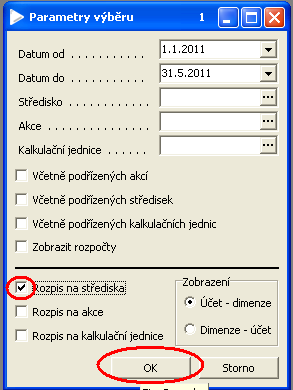 Parametry výběru 1
Datum od . . . . . . . . . . . 1.1.2011
Datum do . . . . . . . . . . . 31.5.2011
Středisko . . . . . . . . . . .
Akce . . . . . . . . . . . . . .
Kalkulační jednice . . . . . .
Včetně podřízených akcí
Včetně podřízených středisek
Včetně podřízených kalkulačních jednic
Zobrazit rozpočty
Rozpis na střediska
Rozpis na akce
Rozpis na kalkulační jednice
Zobrazení
Účet - dimenze
Dimenze - účet
OK Storno